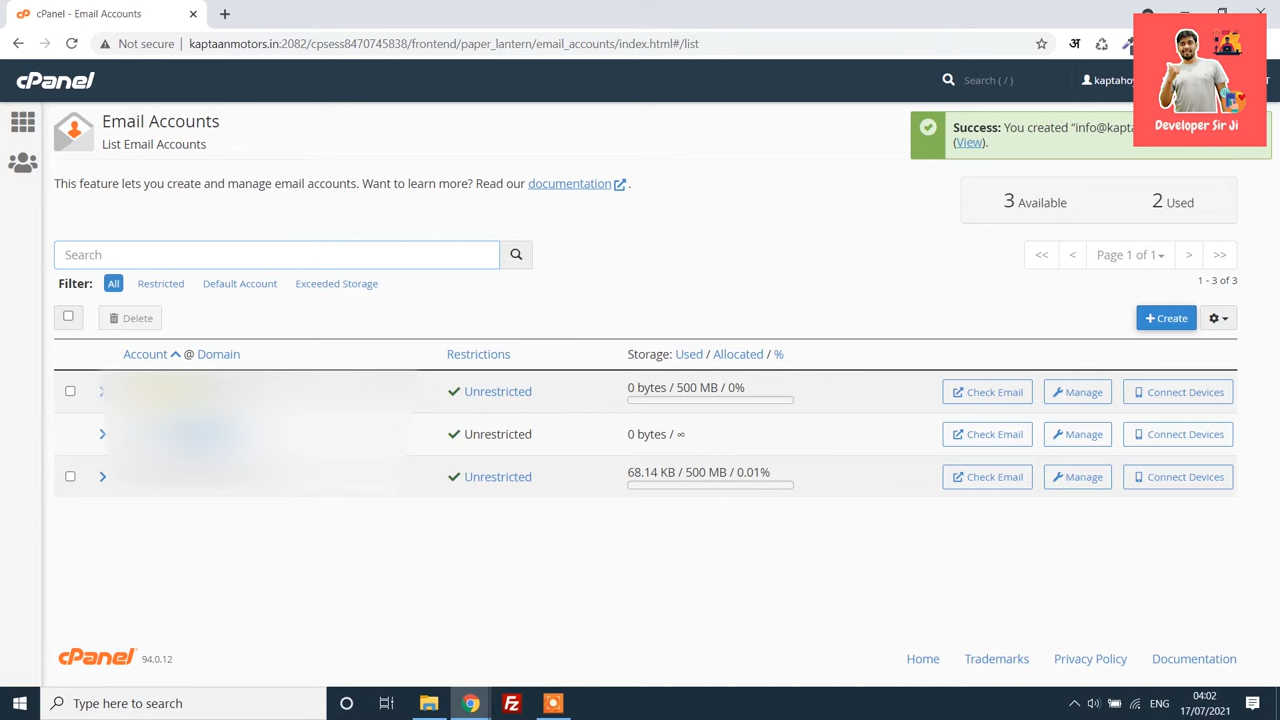 cPanel - Email Accounts
Not secure
kaptaanmotors.in:2082/cpsess8470745838/frontend/paper_lantern/email_accounts/index.html#/list
अ
cPanel
Search ( / )
kaptaho
T
Developer Sir Ji
Email Accounts
List Email Accounts
Success: You created “info@kapta
(View).
This feature lets you create and manage email accounts. Want to learn more? Read our documentation .
3 Available
2 Used
Search
<< < Page 1 of 1 > >>
Filter: All Restricted Default Account Exceeded Storage
1 - 3 of 3
Delete
Create
Account @ Domain
Restrictions
Storage: Used / Allocated / %
Unrestricted
0 bytes / 500 MB / 0%
Check Email
Manage
Connect Devices
Unrestricted
0 bytes / ∞
Check Email
Manage
Connect Devices
Unrestricted
68.14 KB / 500 MB / 0.01%
Check Email
Manage
Connect Devices
cPanel 94.0.12
Home
Trademarks
Privacy Policy
Documentation
Type here to search
Fz
ENG
04:02
17/07/2021